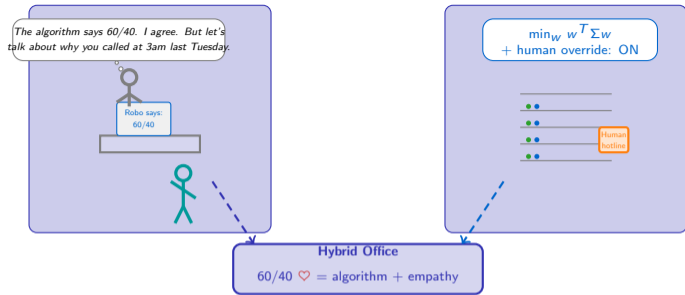 The algorithm says 60/40. I agree. But let's
talk about why you called at 3am last Tuesday.
Robo says:
60/40
min_w w^T Σw
+ human override: ON
Human
hotline
Hybrid Office
60/40 ♡ = algorithm + empathy